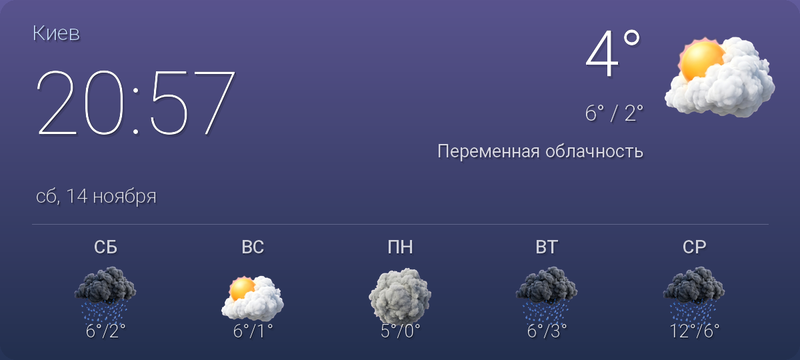 Киев
20:57
сб, 14 ноября
4°
6° / 2°
Переменная облачность
СБ ВС ПН ВТ СР
6°/2° 6°/1° 5°/0° 6°/3° 12°/6°